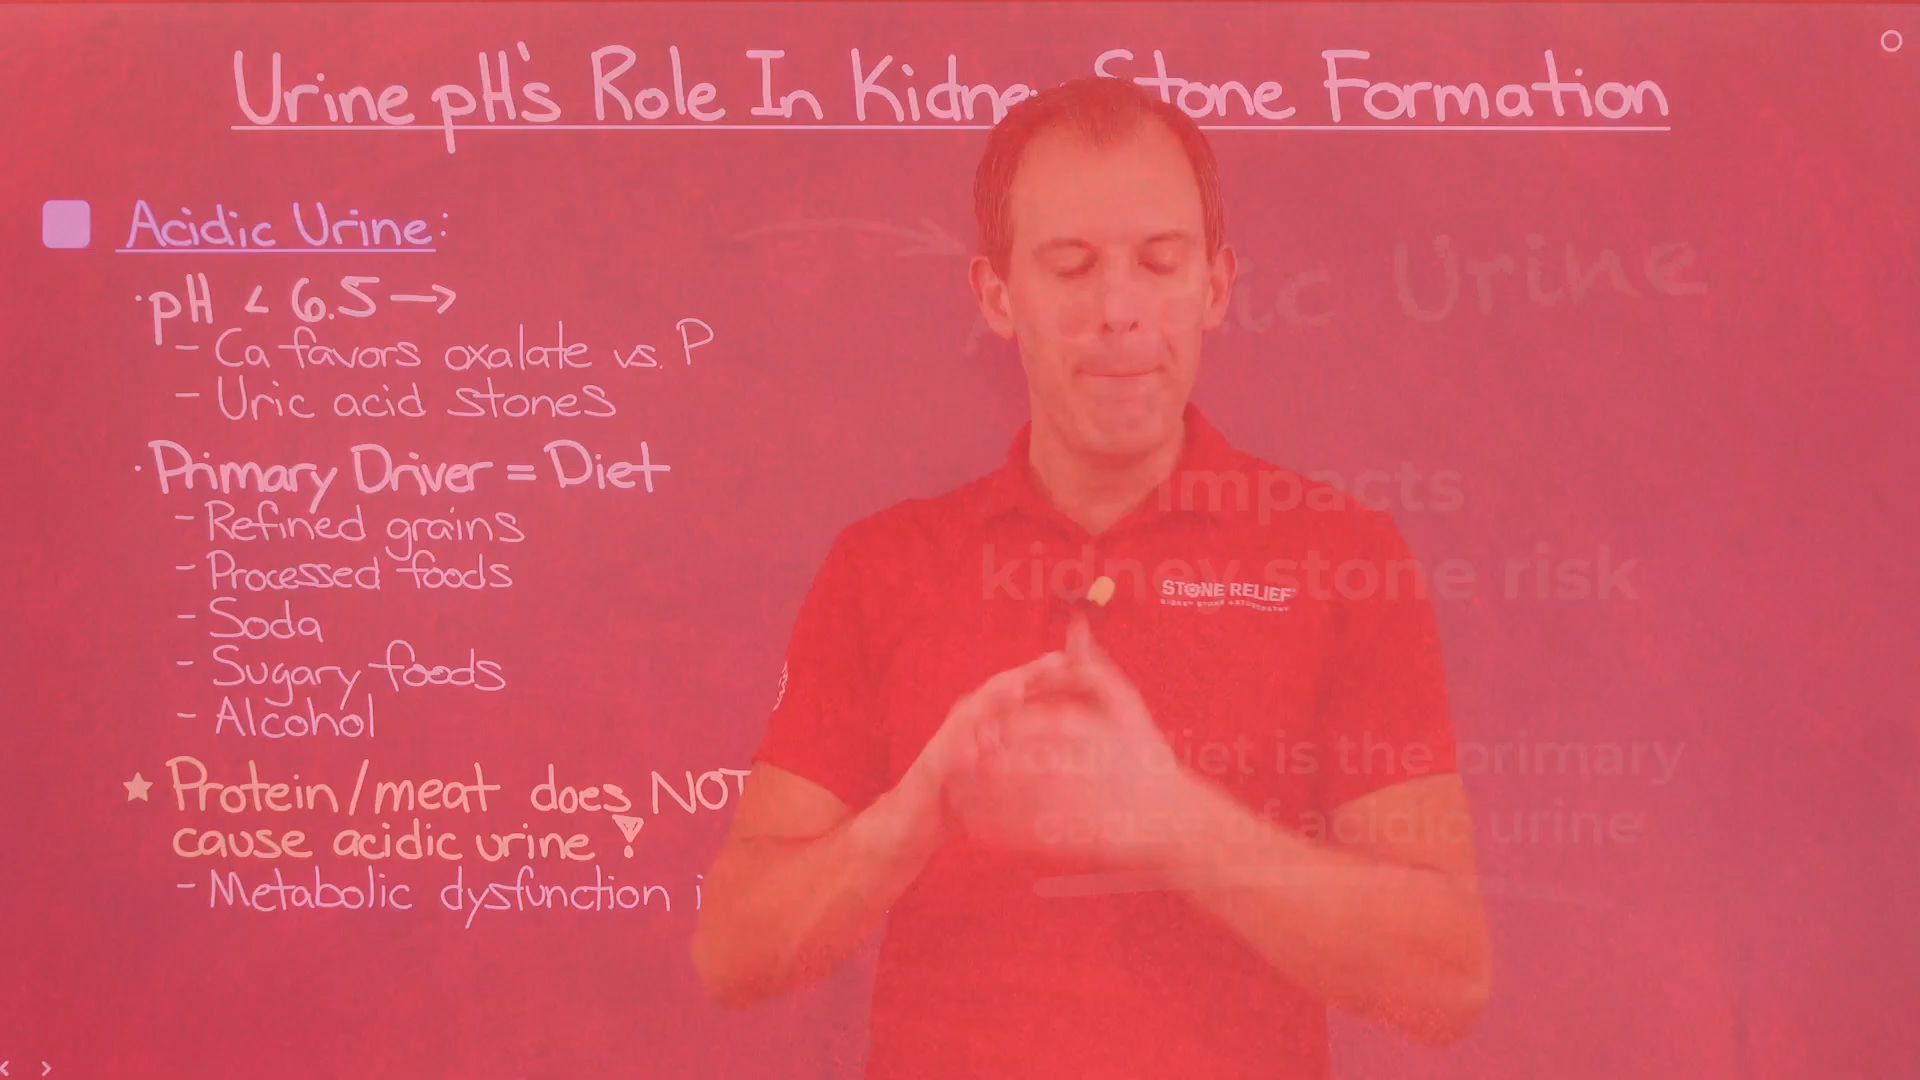 Urine pH's Role In Kidney Stone Formation
Acidic Urine:
· pH < 6.5 →
- Ca favors oxalate vs. P
- Uric acid stones
· Primary Driver = Diet
- Refined grains
- Processed foods
- Soda
- Sugary foods
- Alcohol
★ Protein/meat does NOT
cause acidic urine !
- Metabolic dysfunction i
Urine
impacts
kidney stone risk
STONE RELIEF
Your diet is the primary
cause of acidic urine